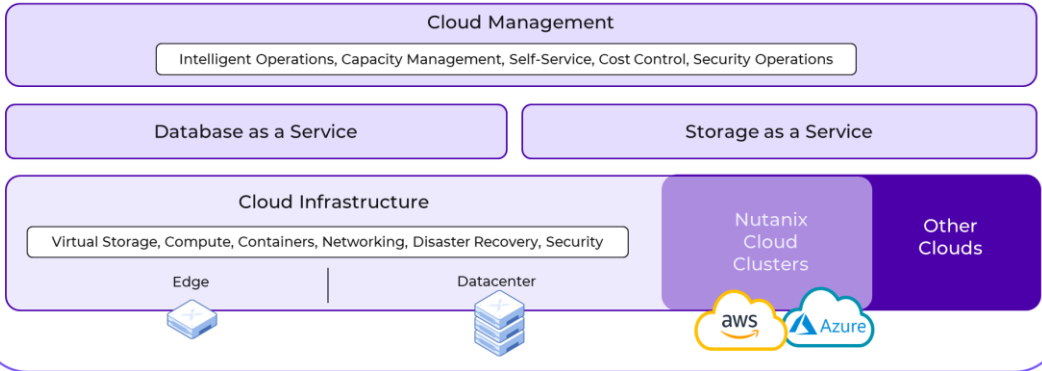 Cloud Management
Intelligent Operations, Capacity Management, Self-Service, Cost Control, Security Operations
Database as a Service
Storage as a Service
Cloud Infrastructure
Virtual Storage, Compute, Containers, Networking, Disaster Recovery, Security
Edge
Datacenter
Nutanix
Cloud
Clusters
Other
Clouds
aws
Azure